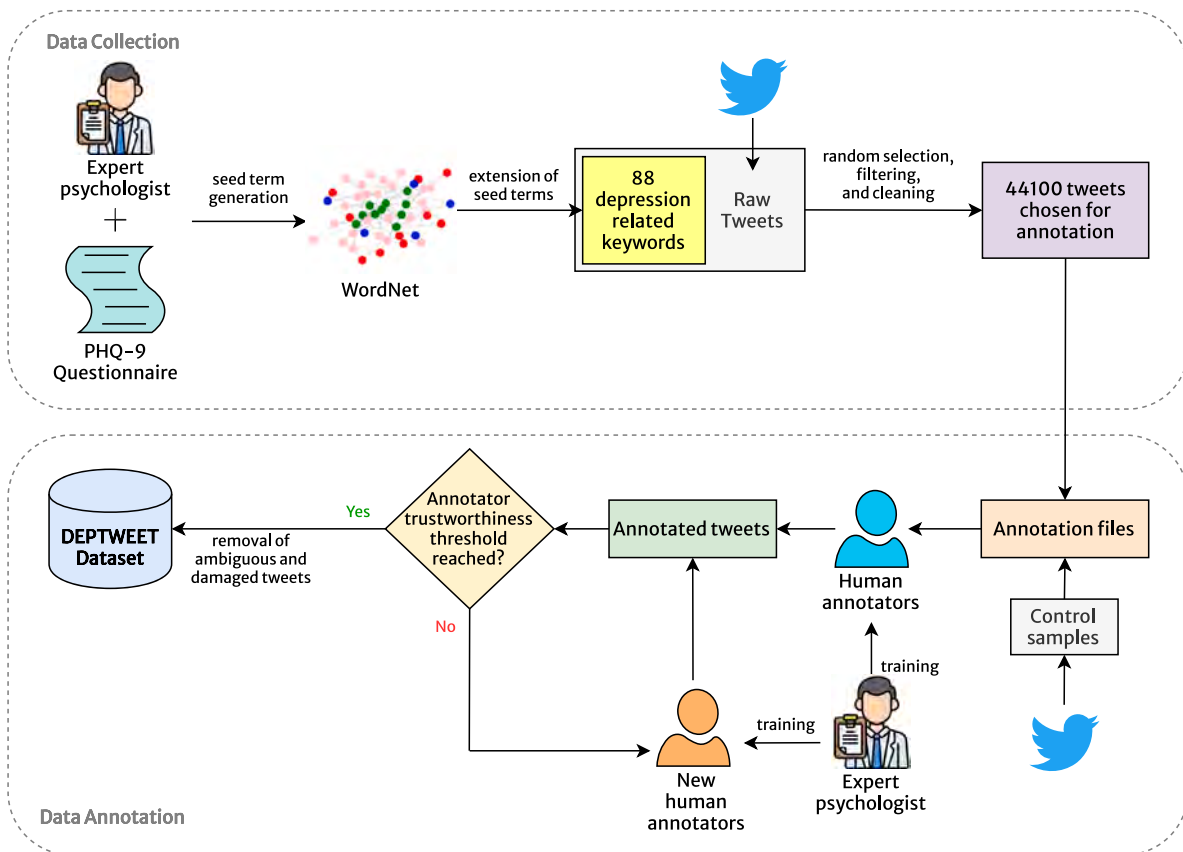 Data Collection
Expert
psychologist
PHQ-9
Questionnaire
seed term
generation
WordNet
extension of
seed terms
88
depression
related
keywords
Raw
Tweets
random selection,
filtering,
and cleaning
44100 tweets
chosen for
annotation
DEPTWEET
Dataset
Yes
removal of
ambiguous and
damaged tweets
Annotator
trustworthiness
threshold
reached?
No
Annotated tweets
Human
annotators
Annotation files
Control
samples
training
training
New
human
annotators
Expert
psychologist
Data Annotation